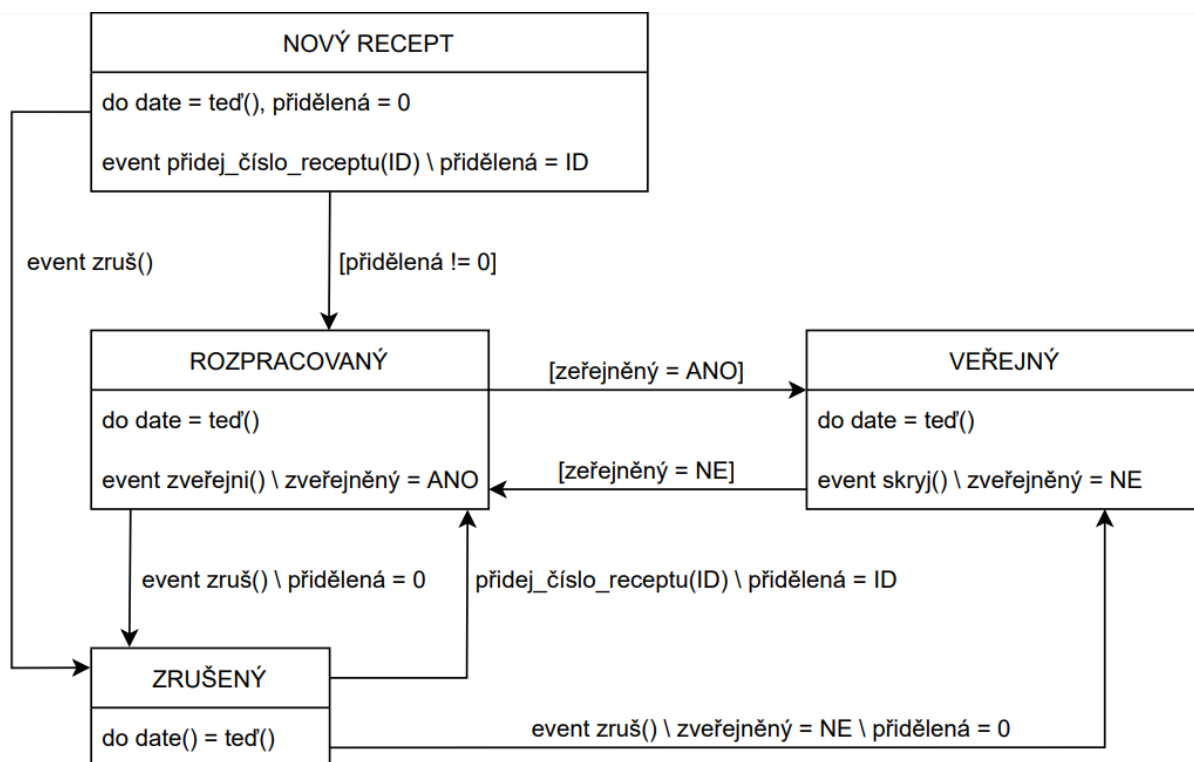 NOVÝ RECEPT
do date = teď(), přidělená = 0
event přidej_číslo_receptu(ID) \ přidělená = ID
event zruš()
[přidělená != 0]
ROZPRACOVANÝ
do date = teď()
event zveřejni() \ zveřejněný = ANO
[zeřejněný = ANO]
[zeřejněný = NE]
VEŘEJNÝ
do date = teď()
event skryj() \ zveřejněný = NE
event zruš() \ přidělená = 0
přidej_číslo_receptu(ID) \ přidělená = ID
ZRUŠENÝ
do date() = teď()
event zruš() \ zveřejněný = NE \ přidělená = 0